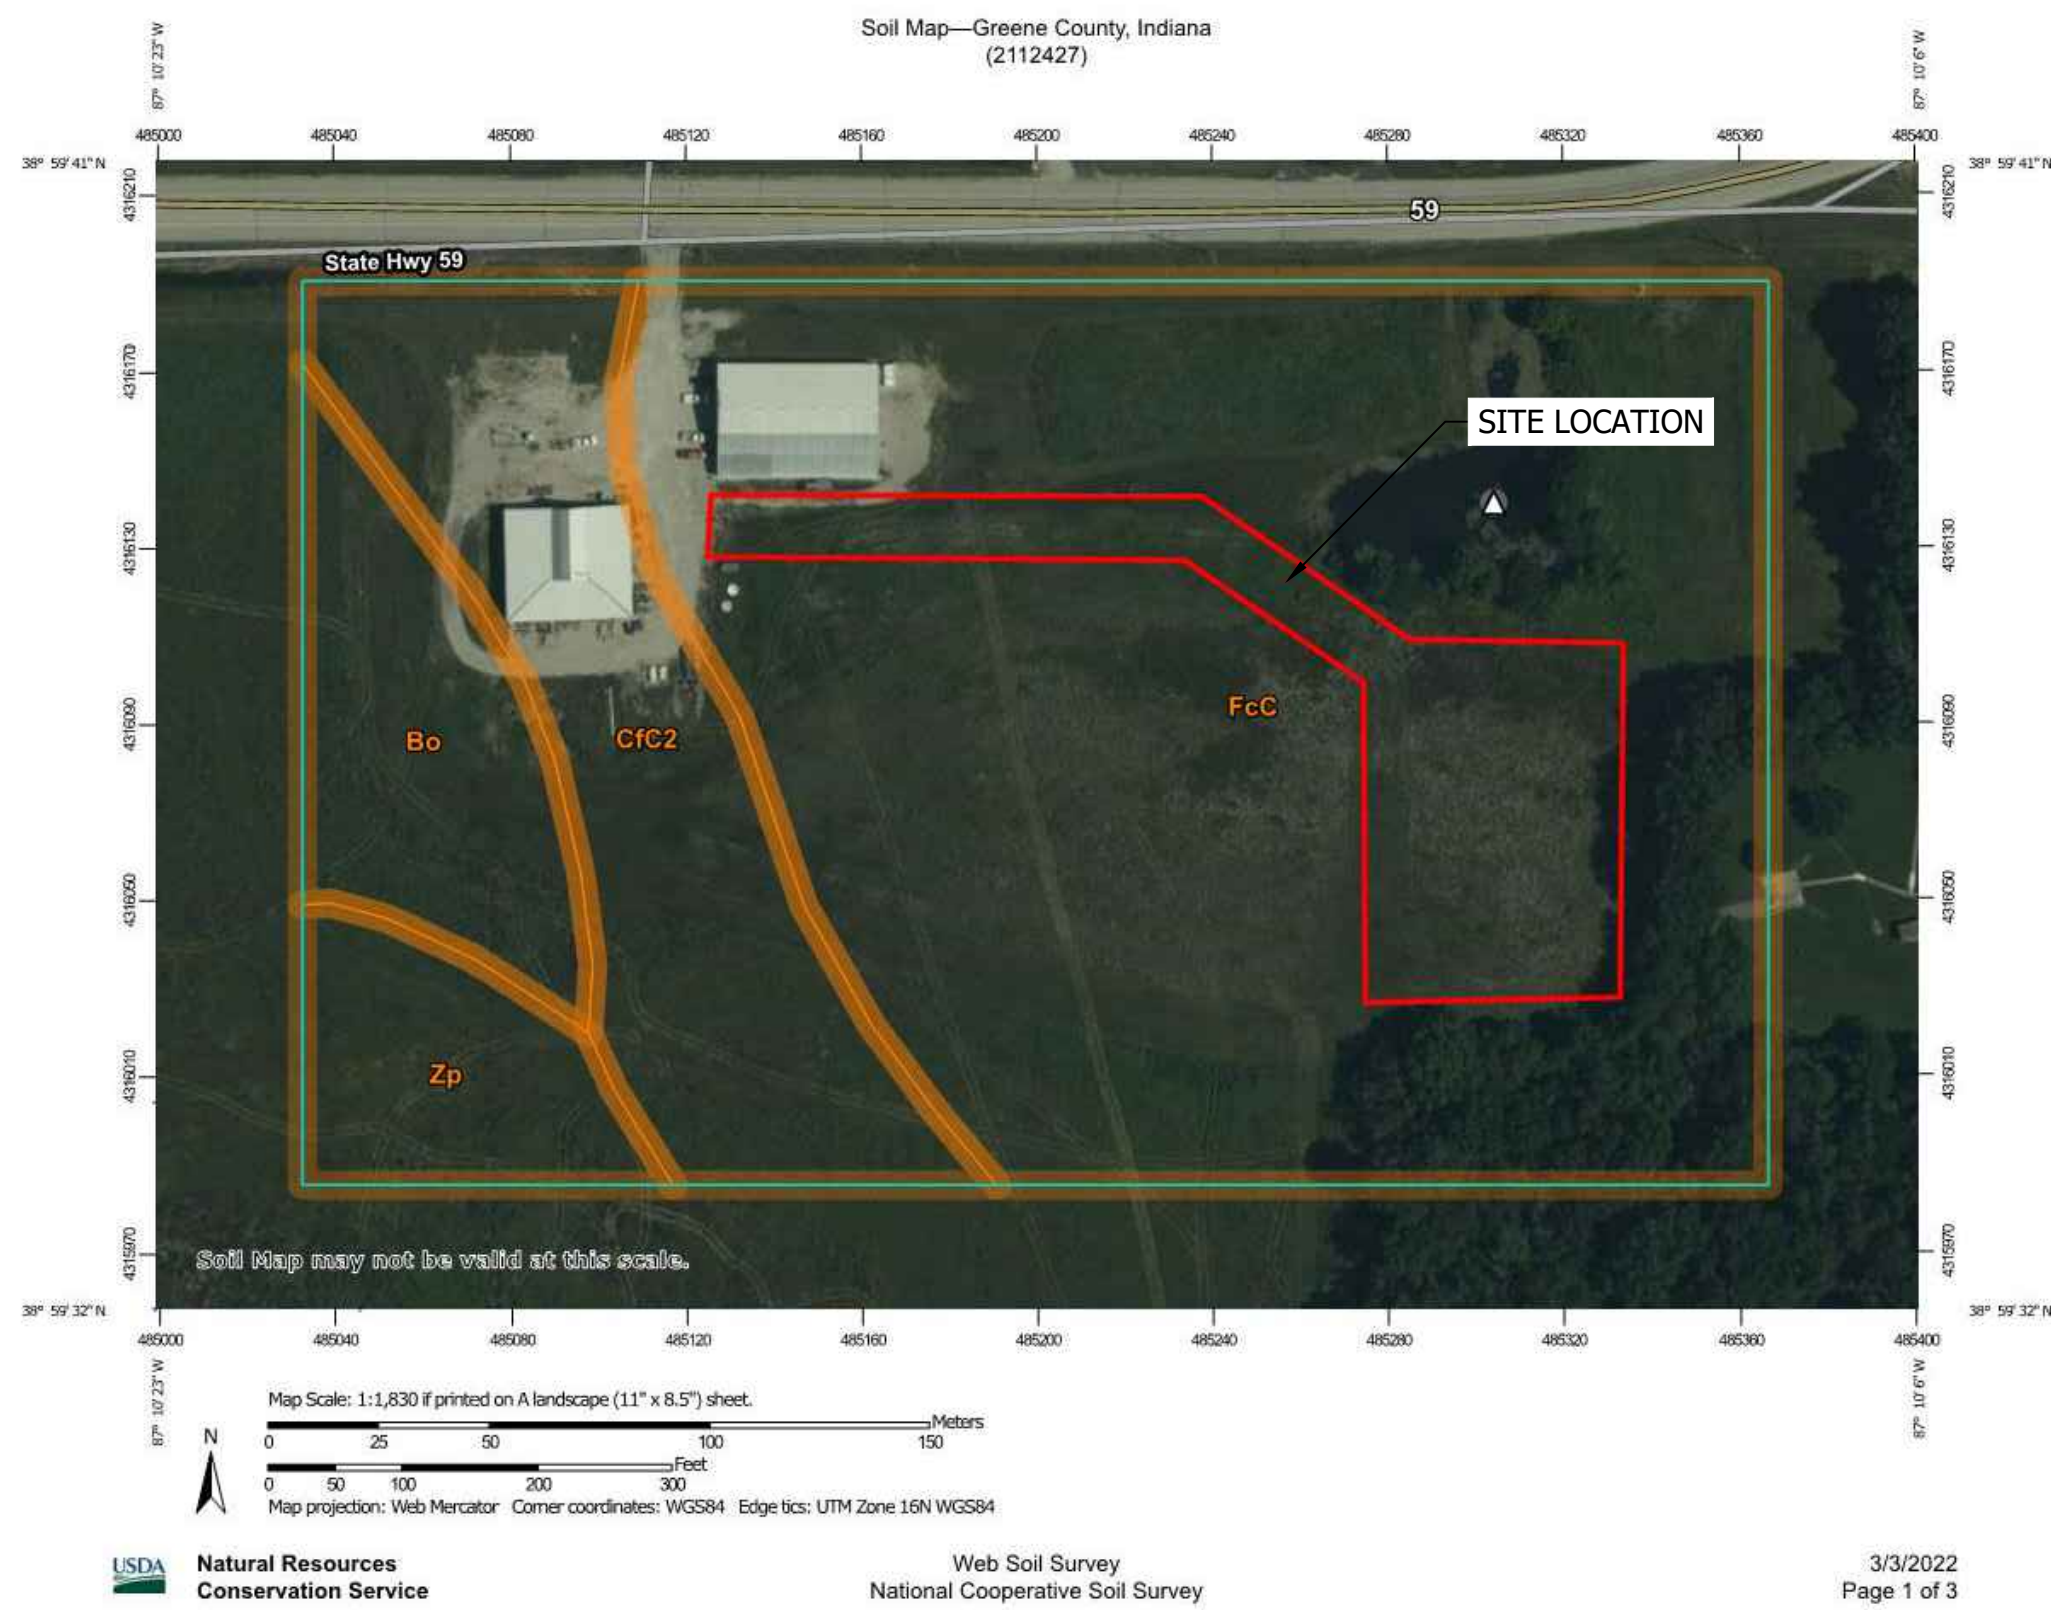 Soil Map—Greene County, Indiana
(2112427)
87° 10' 23'' W
87° 10' 6'' W
485000 485040 485080 485120 485160 485200 485240 485280 485320 485360 485400
38° 59' 41'' N
38° 59' 41'' N
4316210
4316210
59
State Hwy 59
4316170
4316170
SITE LOCATION
4316130
4316130
FcC
4316090
4316090
Bo
CfC2
4316050
4316050
Zp
4316010
4316010
Soil Map may not be valid at this scale.
4315970
4315970
38° 59' 32'' N
38° 59' 32'' N
485000 485040 485080 485120 485160 485200 485240 485280 485320 485360 485400
87° 10' 23'' W
87° 10' 6'' W
Map Scale: 1:1,830 if printed on A landscape (11" x 8.5") sheet.
N
Meters
0 25 50 100 150
Feet
0 50 100 200 300
Map projection: Web Mercator Corner coordinates: WGS84 Edge tics: UTM Zone 16N WGS84
USDA
Natural Resources
Conservation Service
Web Soil Survey
National Cooperative Soil Survey
3/3/2022
Page 1 of 3